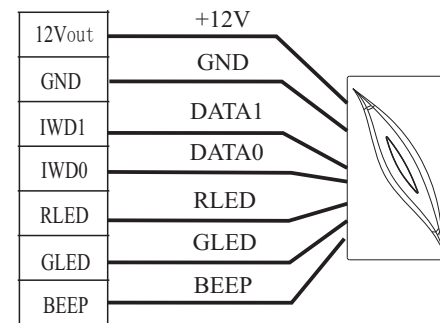 12Vout +12V
GND GND
IWD1 DATA1
IWD0 DATA0
RLED RLED
GLED GLED
BEEP BEEP